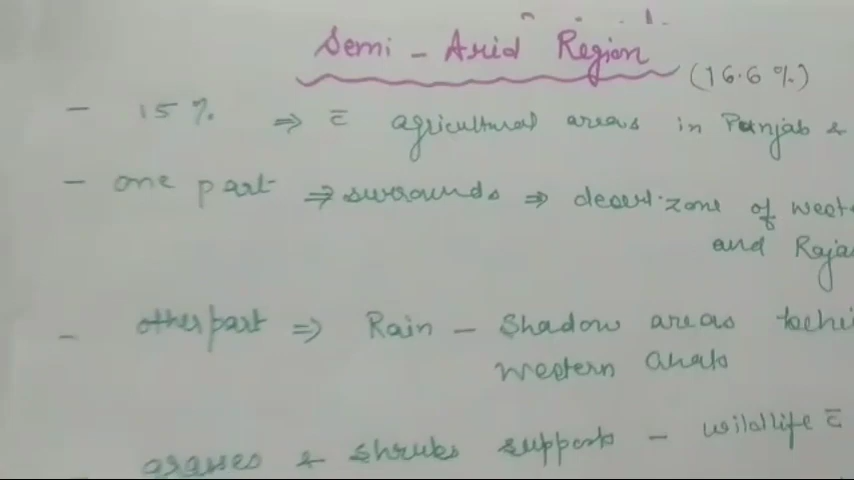 Semi - Arid Region
(16.6 %)
- 15 % ⇒ c̄ agricultural areas in Punjab &
- one part ⇒ surrounds ⇒ desert zone of west
and Raja
- other part ⇒ Rain - Shadow areas behi
western Ghats
- grasses & shrubs supports - wildlife c̄